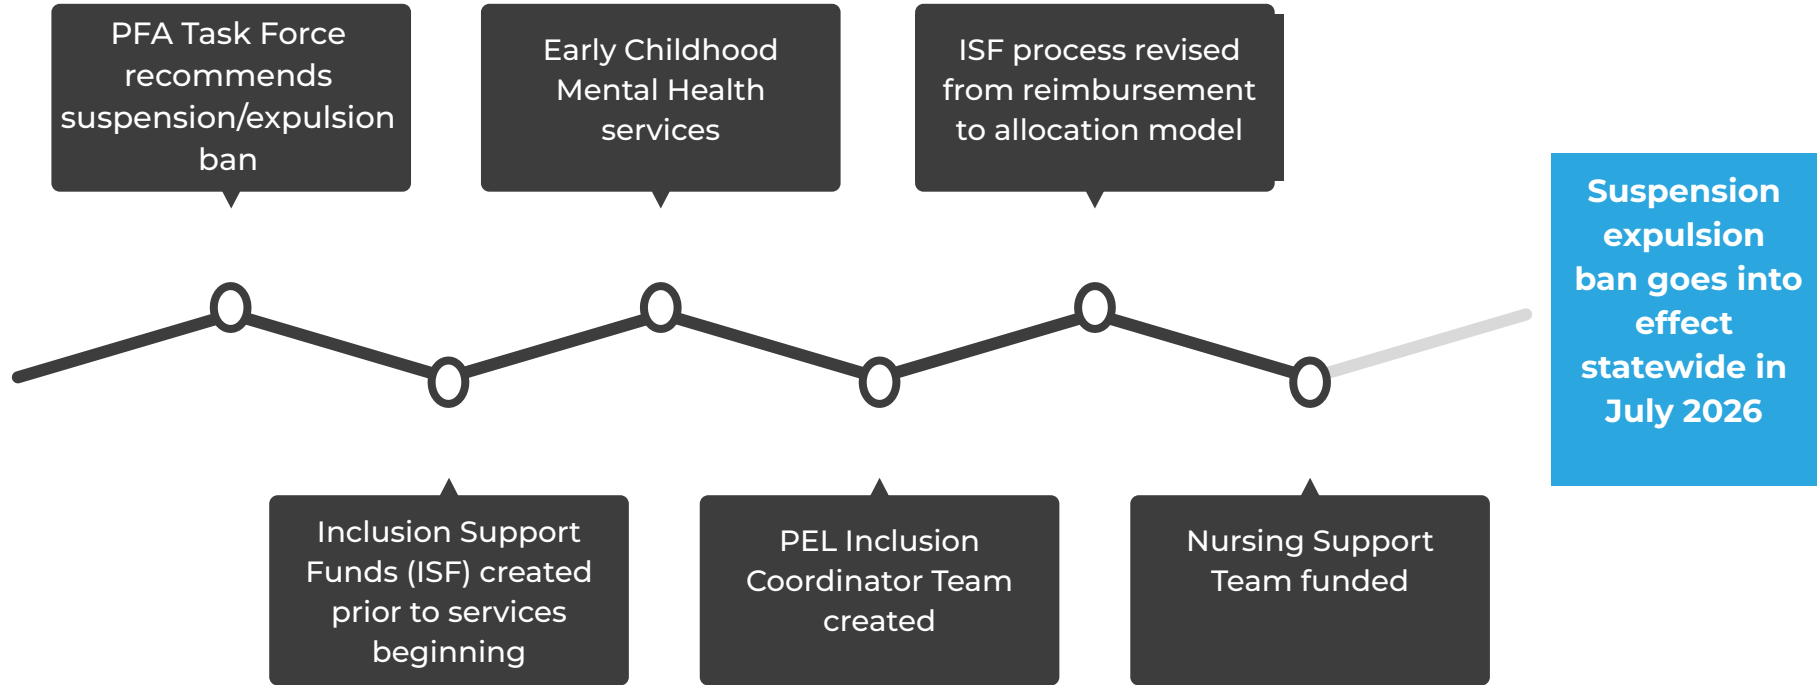 PFA Task Force
recommends
suspension/expulsion
ban
Early Childhood
Mental Health
services
ISF process revised
from reimbursement
to allocation model
Suspension
expulsion
ban goes into
effect
statewide in
July 2026
Inclusion Support
Funds (ISF) created
prior to services
beginning
PEL Inclusion
Coordinator Team
created
Nursing Support
Team funded